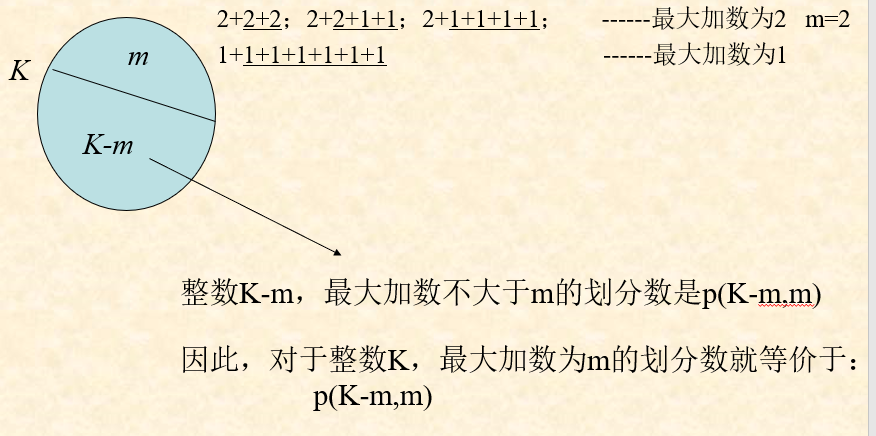 2+2+2；2+2+1+1；2+1+1+1+1； ------最大加数为2 m=2
1+1+1+1+1+1+1 ------最大加数为1
K
m
K-m
整数K-m，最大加数不大于m的划分数是p(K-m,m)
因此，对于整数K，最大加数为m的划分数就等价于：
p(K-m,m)